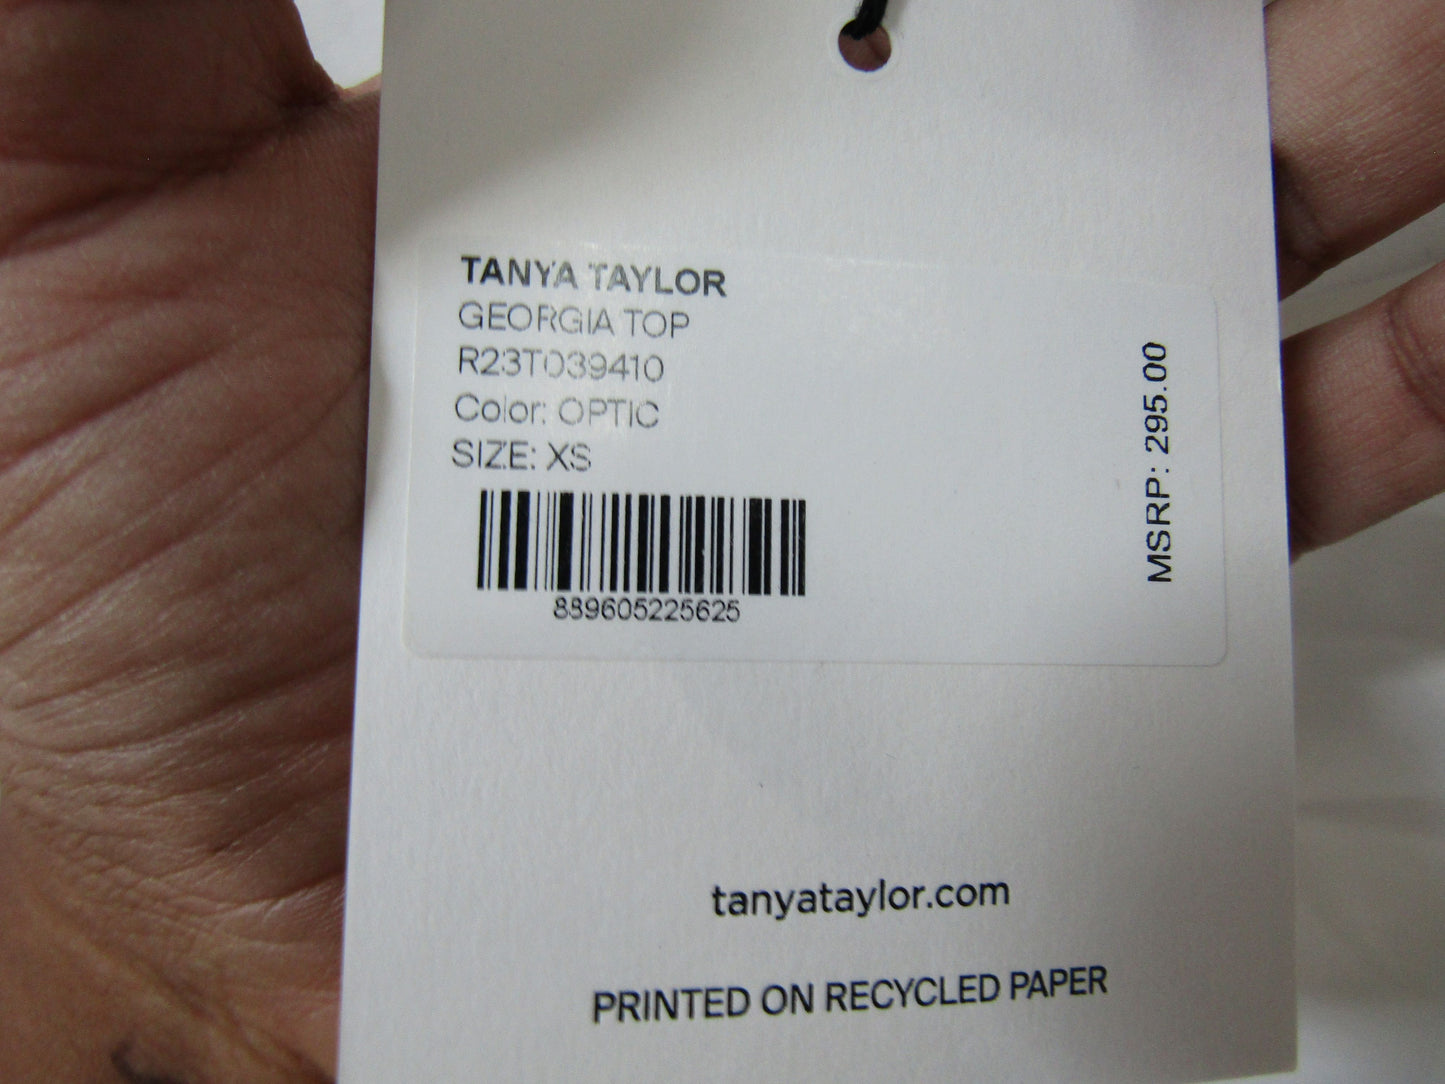 TANYA TAYLOR
GEORGIA TOP
R23T039410
Color: OPTIC
SIZE: XS
889605225625
MSRP: 295.00
tanyataylor.com
PRINTED ON RECYCLED PAPER